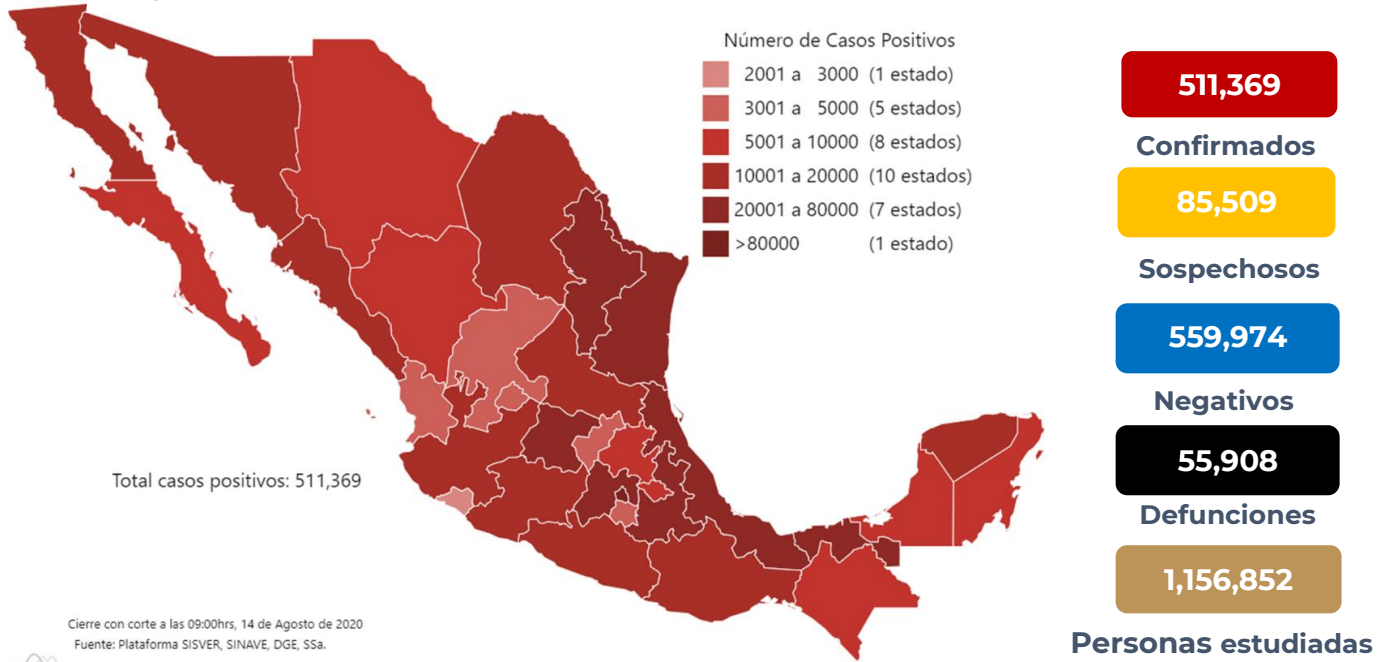 Número de Casos Positivos
2001 a 3000 (1 estado)
3001 a 5000 (5 estados)
5001 a 10000 (8 estados)
10001 a 20000 (10 estados)
20001 a 80000 (7 estados)
>80000 (1 estado)
Total casos positivos: 511,369
Cierre con corte a las 09:00hrs, 14 de Agosto de 2020
Fuente: Plataforma SISVER, SINAVE, DGE, SSa.
511,369
Confirmados
85,509
Sospechosos
559,974
Negativos
55,908
Defunciones
1,156,852
Personas estudiadas